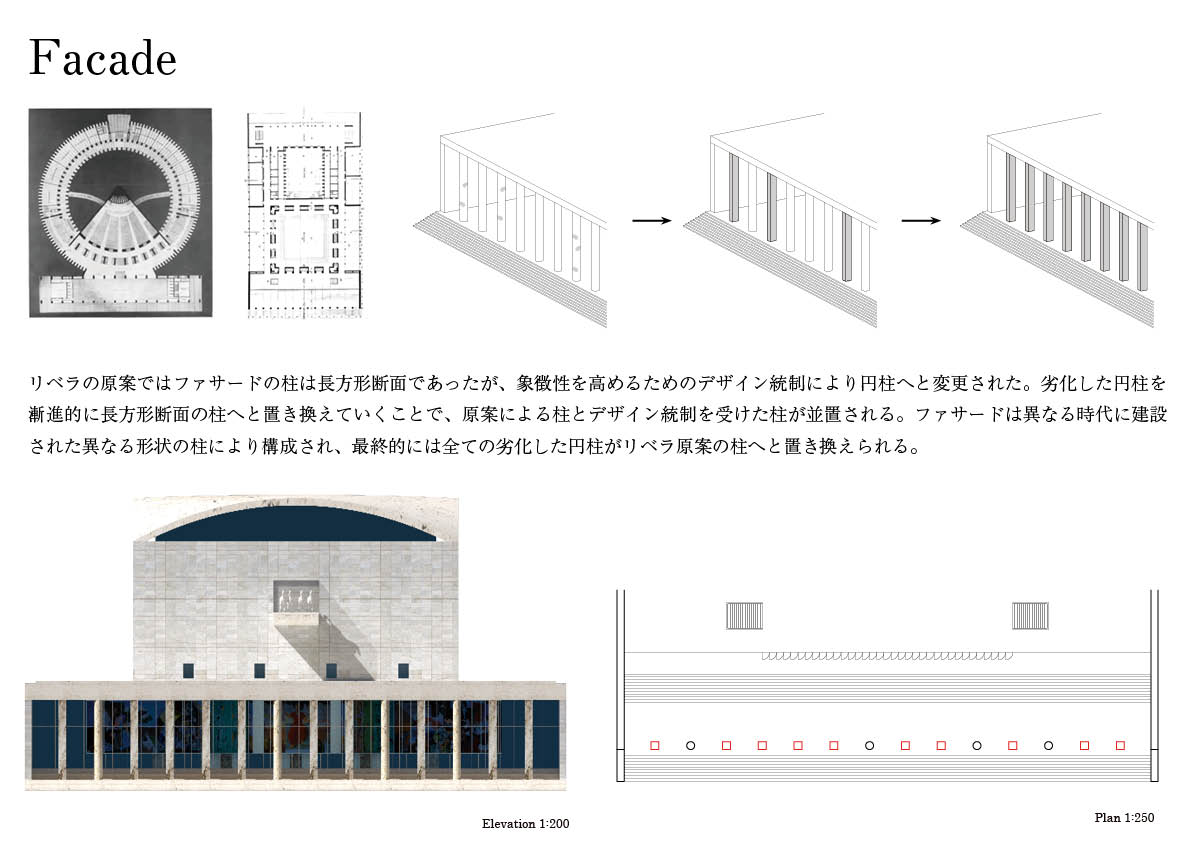 Facade
リベラの原案ではファサードの柱は長方形断面であったが、象徴性を高めるためのデザイン統制により円柱へと変更された。劣化した円柱を
漸進的に長方形断面の柱へと置き換えていくことで、原案による柱とデザイン統制を受けた柱が並置される。ファサードは異なる時代に建設
された異なる形状の柱により構成され、最終的には全ての劣化した円柱がリベラ原案の柱へと置き換えられる。
Elevation 1:200
Plan 1:250